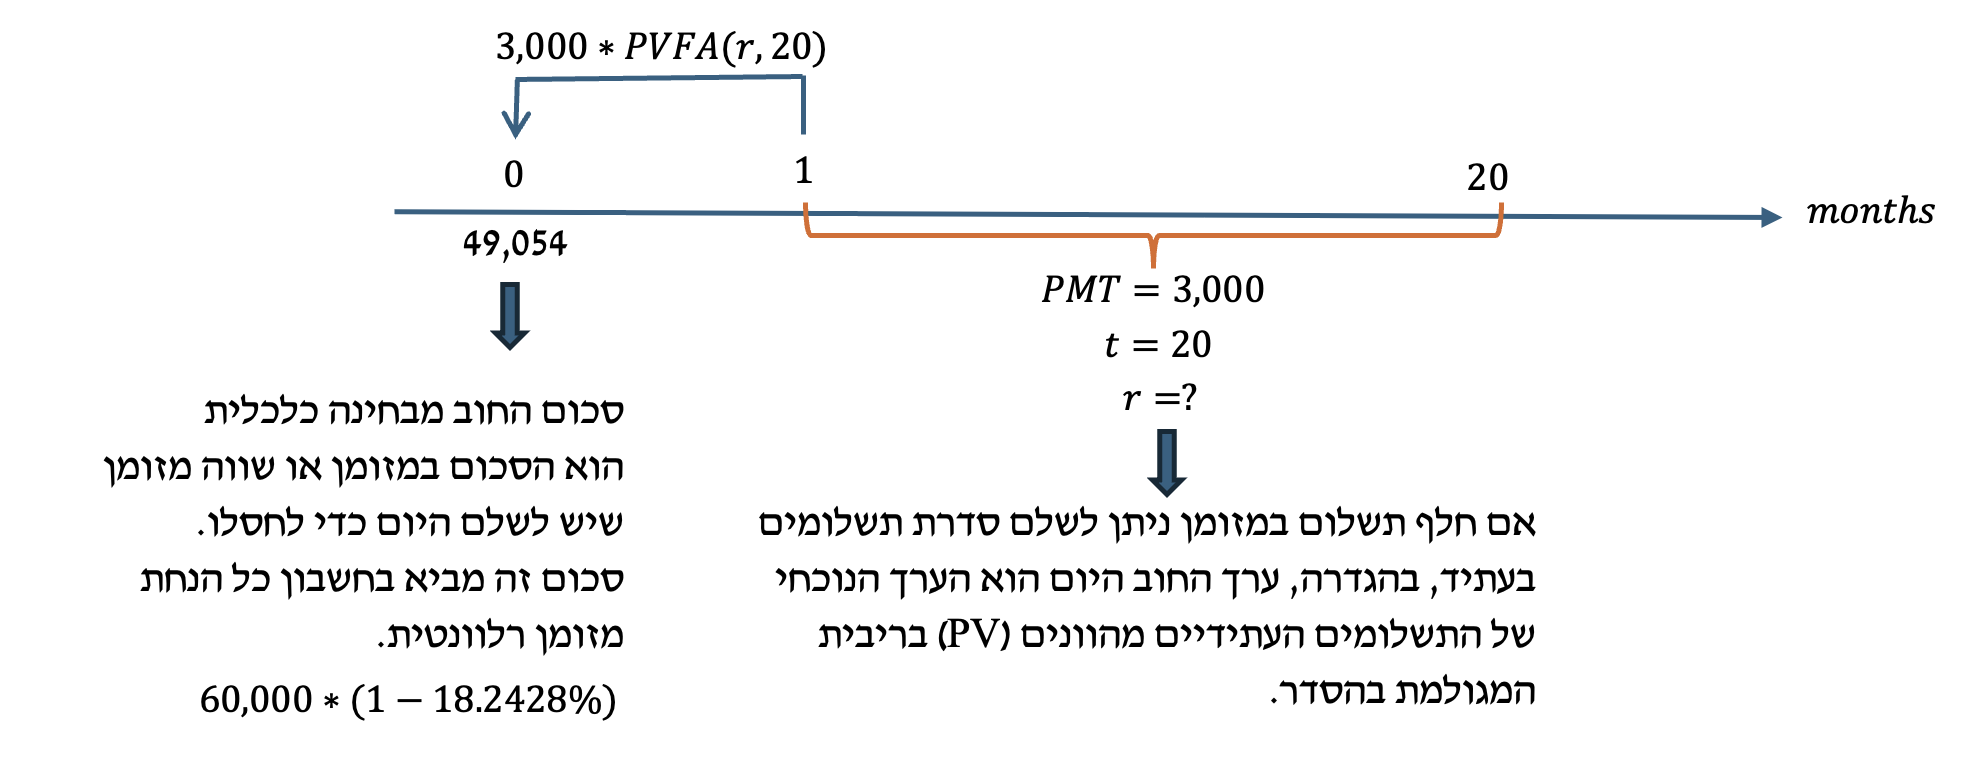 3,000 ∗ PVFA(r, 20)
0
1
20
months
49,054
PMT = 3,000
t = 20
r =?
סכום החוב מבחינה כלכלית
הוא הסכום במזומן או שווה מזומן
שיש לשלם היום כדי לחסלו.
סכום זה מביא בחשבון כל הנחת
מזומן רלוונטית.
60,000 ∗ (1 − 18.2428%)
אם חלף תשלום במזומן ניתן לשלם סדרת תשלומים
בעתיד, בהגדרה, ערך החוב היום הוא הערך הנוכחי
של התשלומים העתידיים מהוונים (PV) בריבית
המגולמת בהסדר.